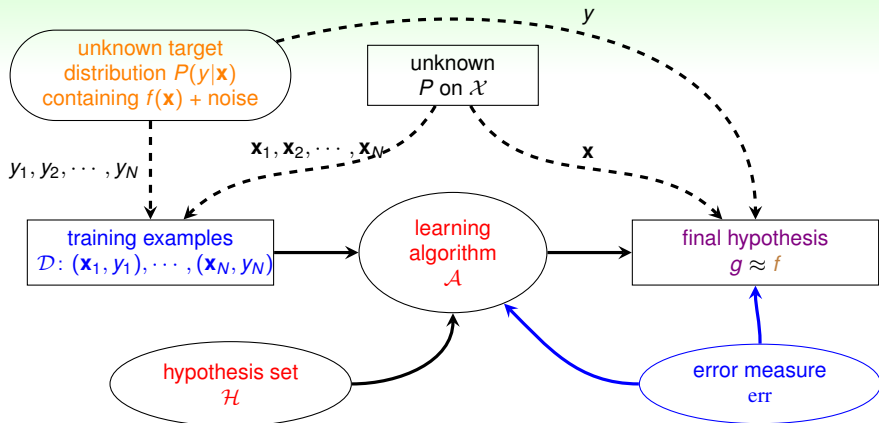 y
unknown target
distribution P(y|x)
containing f(x) + noise
unknown
P on 𝒳
y₁, y₂, · · · , y_N
x₁, x₂, · · · , x_N
x
training examples
𝒟: (x₁, y₁), · · · , (x_N, y_N)
learning
algorithm
𝒜
final hypothesis
g ≈ f
hypothesis set
ℋ
error measure
err